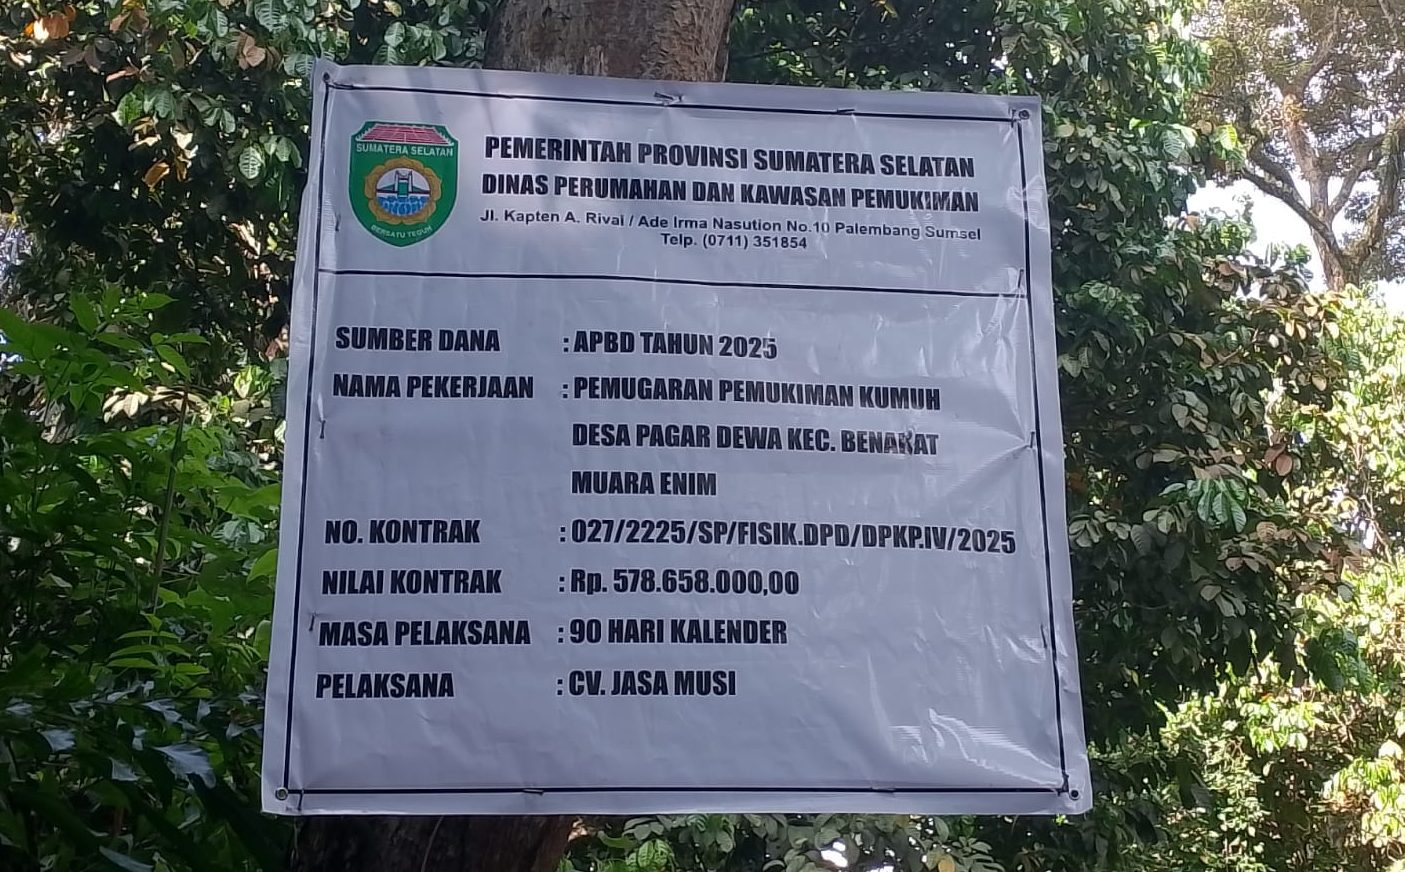 SUMATERA SELATAN
BERSATU TEGUH
PEMERINTAH PROVINSI SUMATERA SELATAN
DINAS PERUMAHAN DAN KAWASAN PEMUKIMAN
Jl. Kapten A. Rivai / Ade Irma Nasution No.10 Palembang Sumsel
Telp. (0711) 351854
SUMBER DANA : APBD TAHUN 2025
NAMA PEKERJAAN : PEMUGARAN PEMUKIMAN KUMUH
DESA PAGAR DEWA KEC. BENAKAT
MUARA ENIM
NO. KONTRAK : 027/2225/SP/FISIK.DPD/DPKP.IV/2025
NILAI KONTRAK : Rp. 578.658.000,00
MASA PELAKSANA : 90 HARI KALENDER
PELAKSANA : CV. JASA MUSI